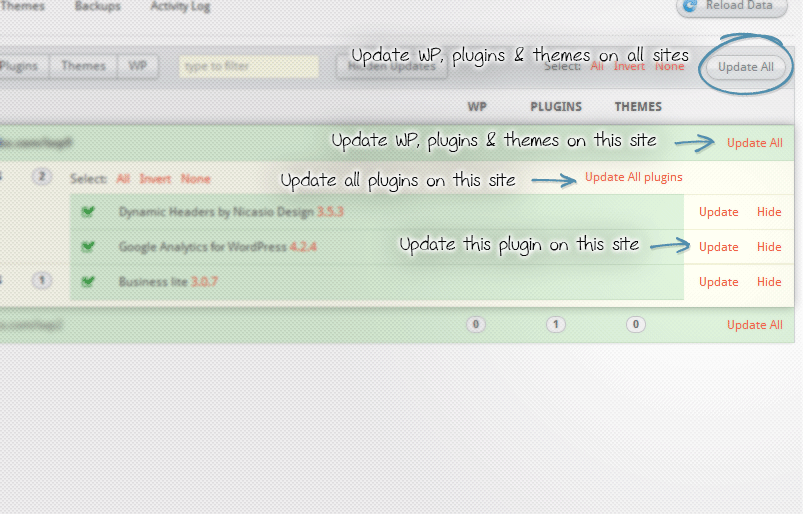 Themes Backups Activity Log Reload Data
Plugins Themes WP type to filter Hidden Updates Select: All Invert None Update All
Update WP, plugins & themes on all sites
WP PLUGINS THEMES
Update WP, plugins & themes on this site Update All
2 Select: All Invert None Update all plugins on this site Update All plugins
Dynamic Headers by Nicasio Design 3.5.3 Update Hide
Google Analytics for WordPress 4.2.4 Update this plugin on this site Update Hide
1 Business lite 3.0.7 Update Hide
0 1 0 Update All